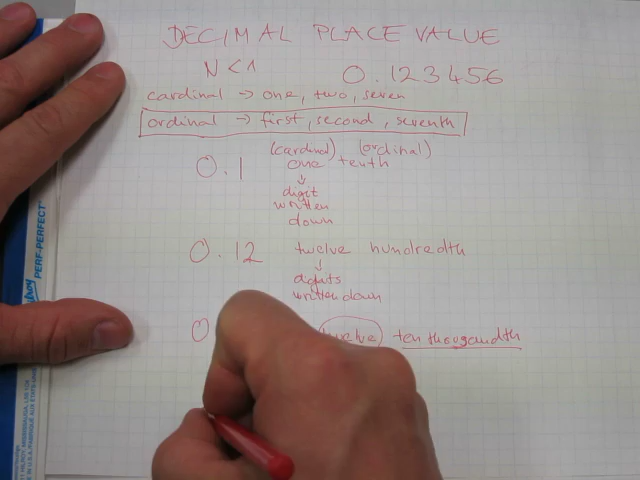 DECIMAL PLACE VALUE
N < 1 0.123456
cardinal → one, two, seven
ordinal → first, second, seventh
(cardinal) (ordinal)
0.1 one tenth
↓
digit
written
down
0.12 twelve hundredth
↓
digits
written down
0 twelve ten thousandth
PERF-PERFECT